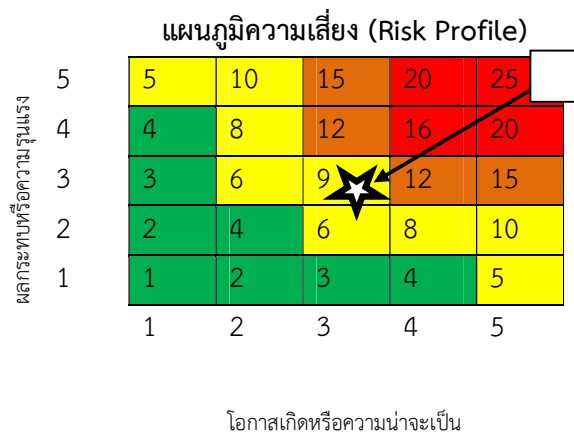 แผนภูมิความเสี่ยง (Risk Profile)
ผลกระทบหรือความรุนแรง
5 5 10 15 20 25
4 4 8 12 16 20
3 3 6 9 12 15
2 2 4 6 8 10
1 1 2 3 4 5
1 2 3 4 5
โอกาสเกิดหรือความน่าจะเป็น